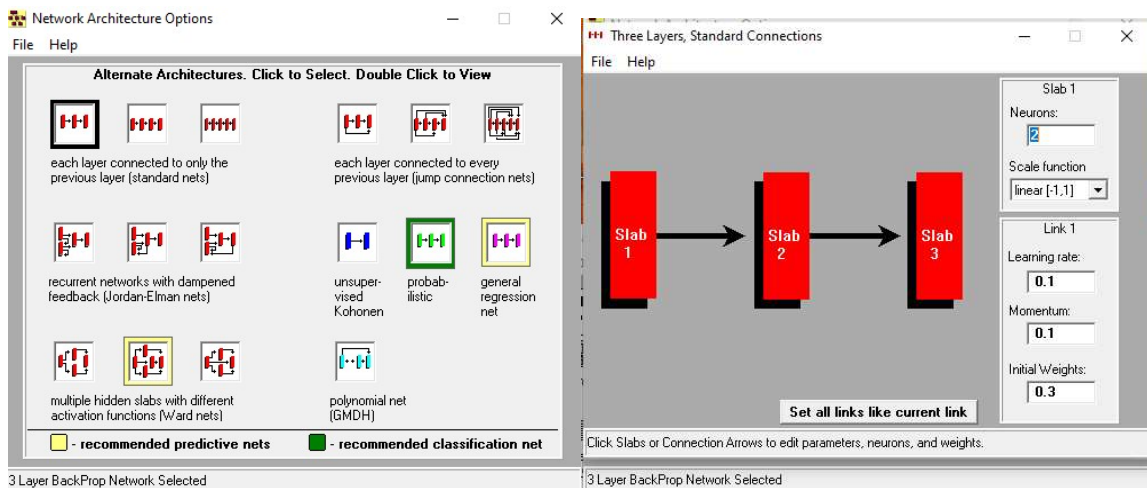 Network Architecture Options
File Help
Alternate Architectures. Click to Select. Double Click to View
each layer connected to only the
previous layer (standard nets)
each layer connected to every
previous layer (jump connection nets)
recurrent networks with dampened
feedback (Jordan-Elman nets)
unsuper-
vised
Kohonen
probab-
ilistic
general
regression
net
multiple hidden slabs with different
activation functions (Ward nets)
polynomial net
(GMDH)
- recommended predictive nets
- recommended classification net
3 Layer BackProp Network Selected
Three Layers, Standard Connections
File Help
Slab
1
Slab
2
Slab
3
Slab 1
Neurons:
2
Scale function
linear [-1,1]
Link 1
Learning rate:
0.1
Momentum:
0.1
Initial Weights:
0.3
Set all links like current link
Click Slabs or Connection Arrows to edit parameters, neurons, and weights.
3 Layer BackProp Network Selected